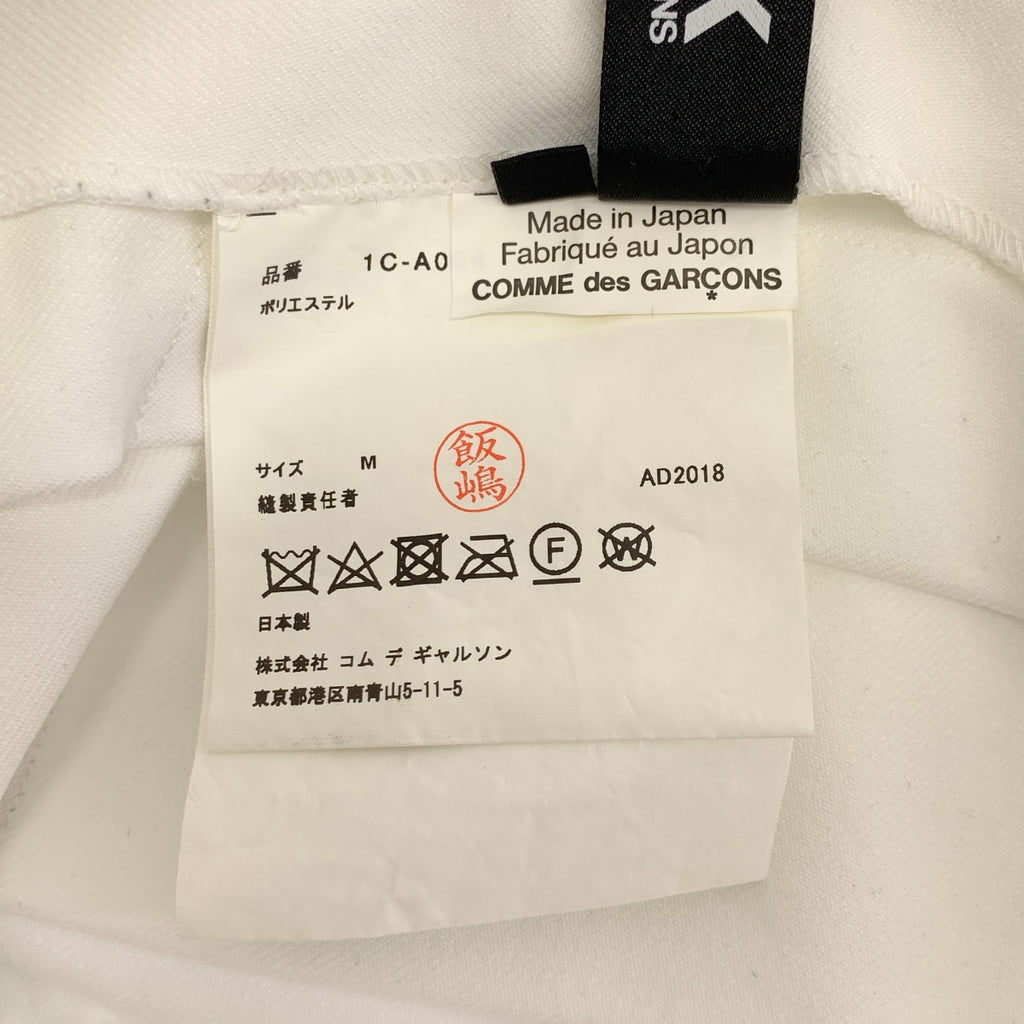 K
NS
Made in Japan
Fabriqué au Japon
COMME des GARÇONS
*
品番 1C-A0
ポリエステル
サイズ M
飯嶋
縫製責任者
AD2018
F
W
日本製
株式会社 コム デ ギャルソン
東京都港区南青山5-11-5